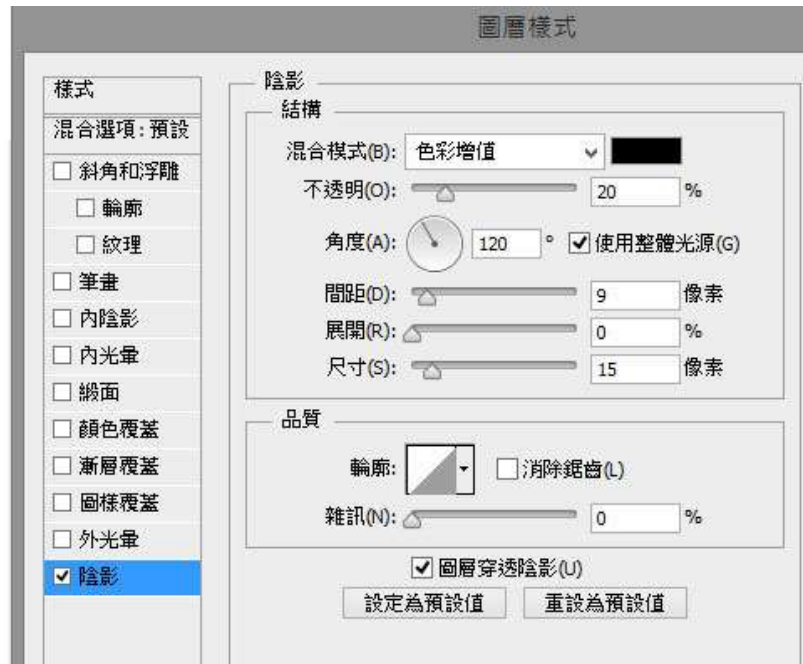 圖層樣式
樣式
混合選項:預設
斜角和浮雕
輪廓
紋理
筆畫
內陰影
內光暈
緞面
顏色覆蓋
漸層覆蓋
圖樣覆蓋
外光暈
陰影
陰影
結構
混合模式(B): 色彩增值
不透明(O): 20 %
角度(A): 120 ° 使用整體光源(G)
間距(D): 9 像素
展開(R): 0 %
尺寸(S): 15 像素
品質
輪廓: 消除鋸齒(L)
雜訊(N): 0 %
圖層穿透陰影(U)
設定為預設值 重設為預設值